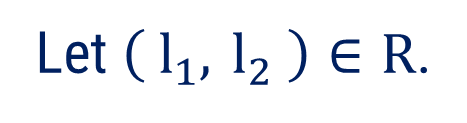 Let ( l₁, l₂ ) ∈ R.